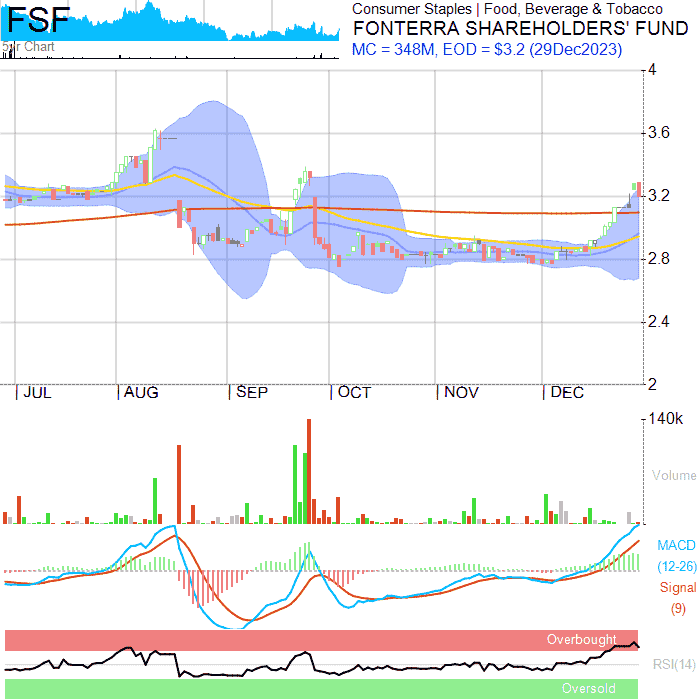 FSF
5yr Chart
Consumer Staples | Food, Beverage & Tobacco
FONTERRA SHAREHOLDERS' FUND
MC = 348M, EOD = $3.2 (29Dec2023)
4
3.6
3.2
2.8
2.4
2
JUL
AUG
SEP
OCT
NOV
DEC
140k
Volume
MACD
(12-26)
Signal
(9)
Overbought
RSI(14)
Oversold